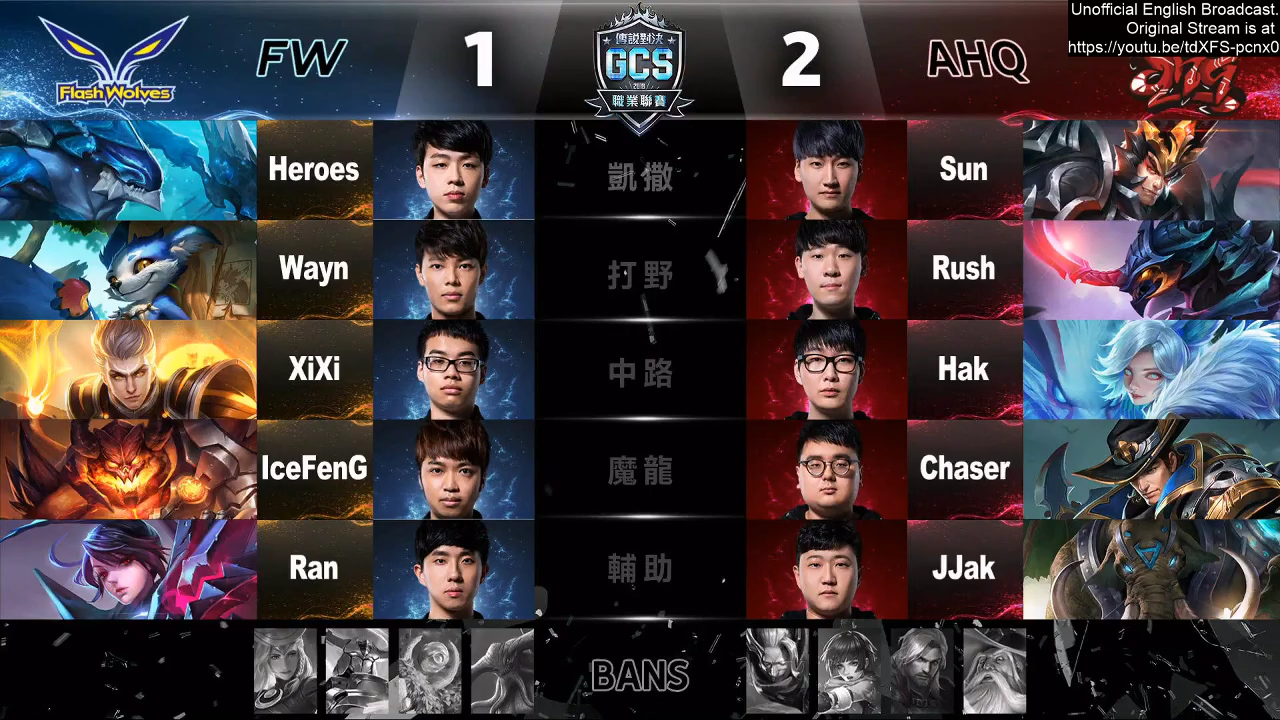 Unofficial English Broadcast.
Original Stream is at
https://youtu.be/tdXFS-pcnx0
Flash Wolves
FW
1
傳說對決
GCS
2018
職業聯賽
2
AHQ
ahq
Heroes
凱撒
Sun
Wayn
打野
Rush
XiXi
中路
Hak
IceFenG
魔龍
Chaser
Ran
輔助
JJak
BANS